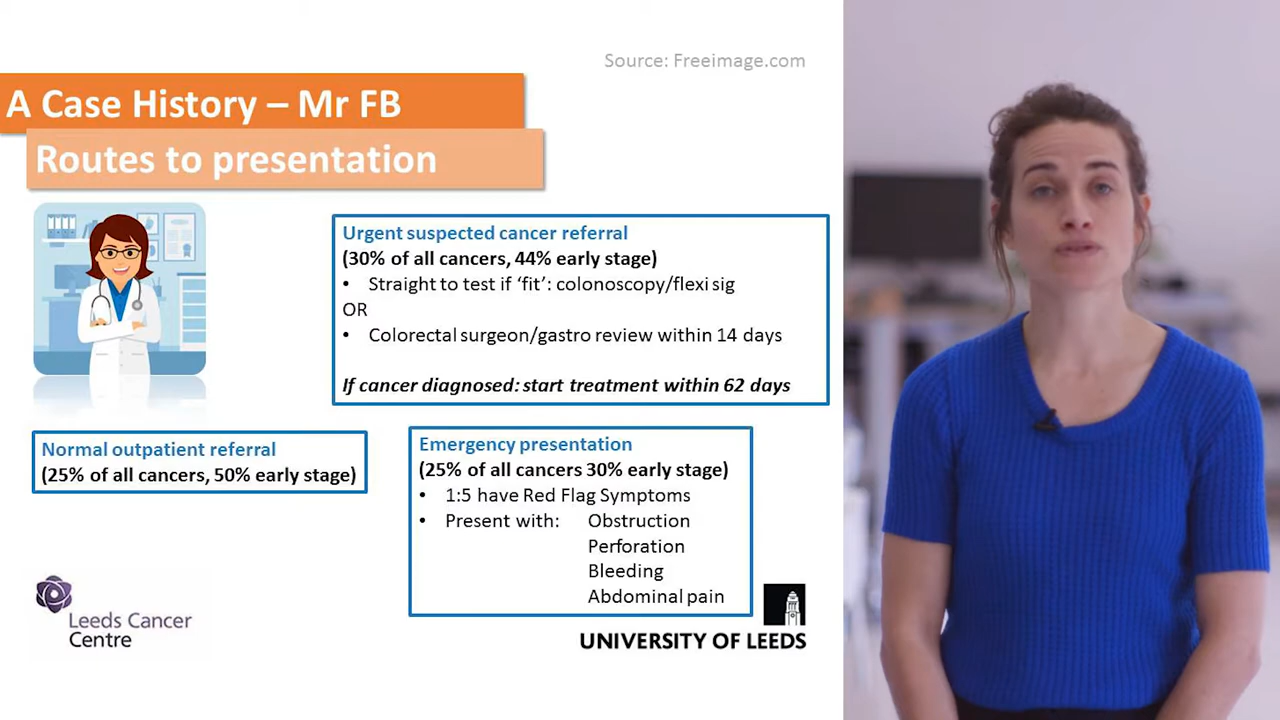 Source: Freeimage.com
A Case History – Mr FB
Routes to presentation
Urgent suspected cancer referral
(30% of all cancers, 44% early stage)
• Straight to test if ‘fit’: colonoscopy/flexi sig
OR
• Colorectal surgeon/gastro review within 14 days
If cancer diagnosed: start treatment within 62 days
Normal outpatient referral
(25% of all cancers, 50% early stage)
Emergency presentation
(25% of all cancers 30% early stage)
• 1:5 have Red Flag Symptoms
• Present with: Obstruction
Perforation
Bleeding
Abdominal pain
Leeds Cancer
Centre
UNIVERSITY OF LEEDS